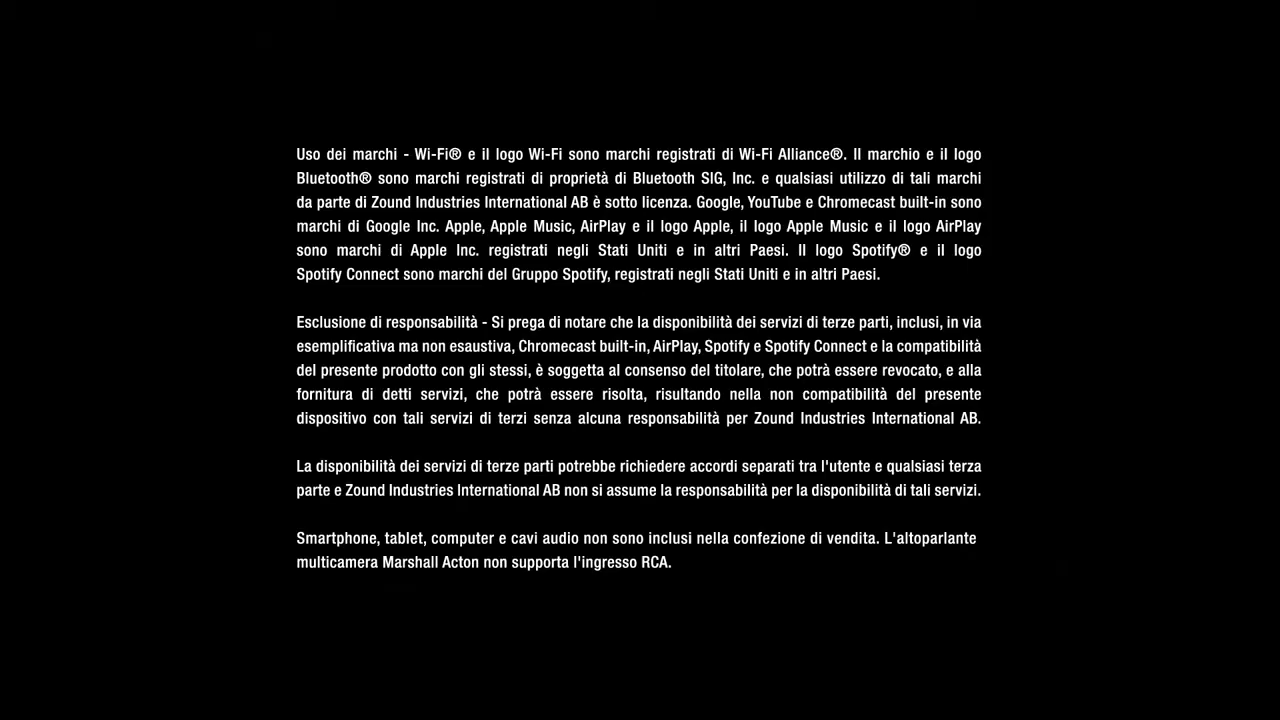 Uso dei marchi - Wi-Fi® e il logo Wi-Fi sono marchi registrati di Wi-Fi Alliance®. Il marchio e il logo
Bluetooth® sono marchi registrati di proprietà di Bluetooth SIG, Inc. e qualsiasi utilizzo di tali marchi
da parte di Zound Industries International AB è sotto licenza. Google, YouTube e Chromecast built-in sono
marchi di Google Inc. Apple, Apple Music, AirPlay e il logo Apple, il logo Apple Music e il logo AirPlay
sono marchi di Apple Inc. registrati negli Stati Uniti e in altri Paesi. Il logo Spotify® e il logo
Spotify Connect sono marchi del Gruppo Spotify, registrati negli Stati Uniti e in altri Paesi.
Esclusione di responsabilità - Si prega di notare che la disponibilità dei servizi di terze parti, inclusi, in via
esemplificativa ma non esaustiva, Chromecast built-in, AirPlay, Spotify e Spotify Connect e la compatibilità
del presente prodotto con gli stessi, è soggetta al consenso del titolare, che potrà essere revocato, e alla
fornitura di detti servizi, che potrà essere risolta, risultando nella non compatibilità del presente
dispositivo con tali servizi di terzi senza alcuna responsabilità per Zound Industries International AB.
La disponibilità dei servizi di terze parti potrebbe richiedere accordi separati tra l'utente e qualsiasi terza
parte e Zound Industries International AB non si assume la responsabilità per la disponibilità di tali servizi.
Smartphone, tablet, computer e cavi audio non sono inclusi nella confezione di vendita. L'altoparlante
multicamera Marshall Acton non supporta l'ingresso RCA.